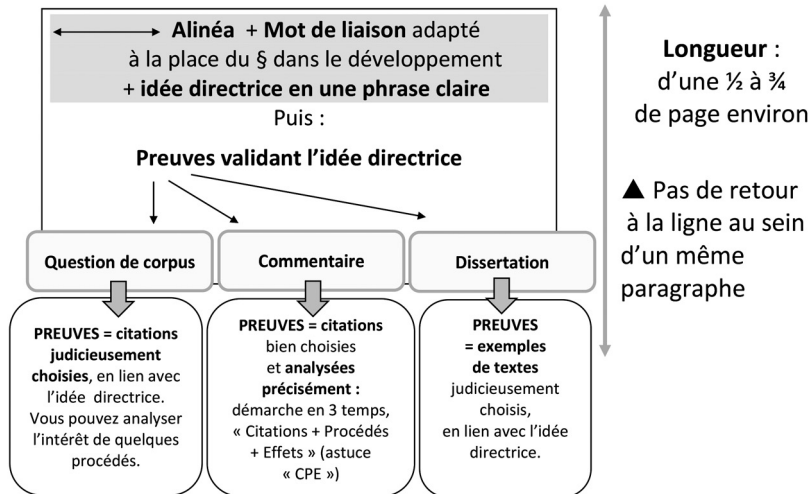 Alinéa + Mot de liaison adapté
à la place du § dans le développement
+ idée directrice en une phrase claire
Puis :
Preuves validant l’idée directrice
Longueur :
d’une ½ à ¾
de page environ
▲ Pas de retour
à la ligne au sein
d’un même
paragraphe
Question de corpus
Commentaire
Dissertation
PREUVES = citations
judicieusement
choisies, en lien avec
l’idée directrice.
Vous pouvez analyser
l’intérêt de quelques
procédés.
PREUVES = citations
bien choisies
et analysées
précisément :
démarche en 3 temps,
« Citations + Procédés
+ Effets » (astuce
« CPE »)
PREUVES
= exemples
de textes
judicieusement
choisis,
en lien avec l’idée
directrice.